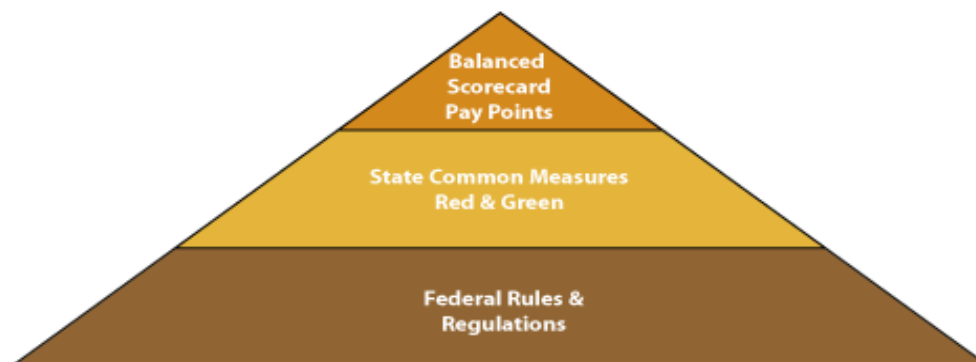 Balanced
Scorecard
Pay Points
State Common Measures
Red & Green
Federal Rules &
Regulations